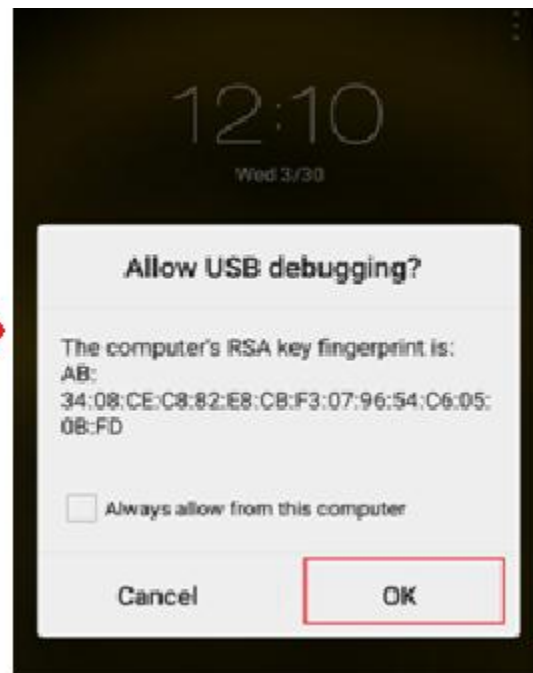 12:10
Wed 3/30
Allow USB debugging?
The computer's RSA key fingerprint is:
AB:
34:08:CE:C8:82:E8:CB:F3:07:96:54:C6:05:
0B:FD
Always allow from this computer
Cancel
OK